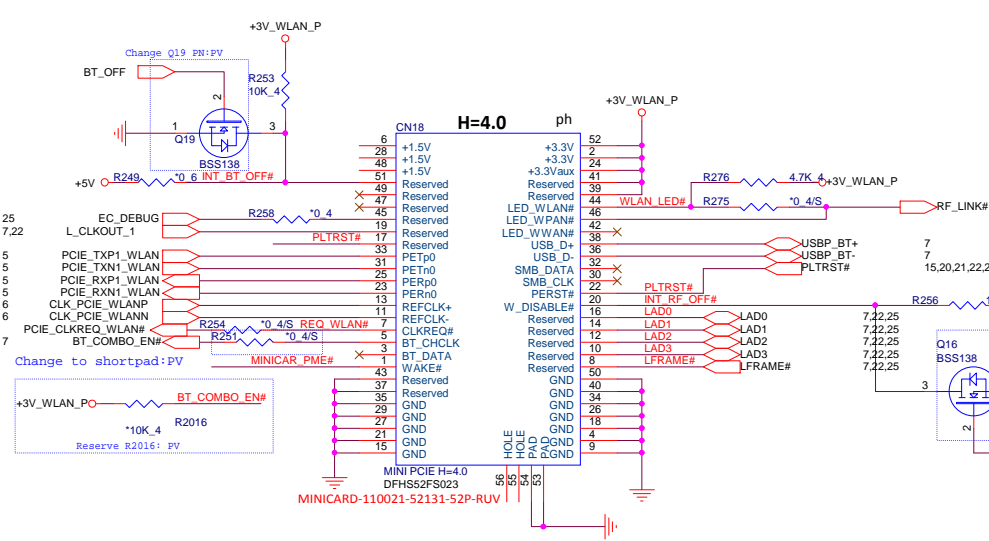 +3V_WLAN_P
Change Q19 PN:PV
BT_OFF
R253
10K_4
2
1
3
Q19
BSS138
+5V
R249
*0_6
INT_BT_OFF#
25
EC_DEBUG
R258
*0_4
7,22
L_CLKOUT_1
PLTRST#
5
PCIE_TXP1_WLAN
5
PCIE_TXN1_WLAN
5
PCIE_RXP1_WLAN
5
PCIE_RXN1_WLAN
6
CLK_PCIE_WLANP
6
CLK_PCIE_WLANN
PCIE_CLKREQ_WLAN#
R254
*0_4/S
REQ_WLAN#
7
BT_COMBO_EN#
R251
*0_4/S
Change to shortpad:PV
MINICAR_PME#
+3V_WLAN_P
BT_COMBO_EN#
R2016
*10K_4
Reserve R2016: PV
CN18
H=4.0
ph
6 +1.5V
28 +1.5V
48 +1.5V
51 Reserved
49 Reserved
47 Reserved
45 Reserved
19 Reserved
17 Reserved
33 PETp0
31 PETn0
25 PERp0
23 PERn0
13 REFCLK+
11 REFCLK-
7 CLKREQ#
5 BT_CHCLK
3 BT_DATA
1 WAKE#
43 Reserved
37 Reserved
35 GND
29 GND
27 GND
21 GND
15 GND
+3.3V 52
+3.3V 2
+3.3Vaux 24
Reserved 41
Reserved 39
LED_WLAN# 44
LED_WPAN# 46
LED_WWAN# 42
USB_D+ 38
USB_D- 36
SMB_DATA 32
SMB_CLK 30
PERST# 22
W_DISABLE# 20
Reserved 16
Reserved 14
Reserved 12
Reserved 10
Reserved 8
GND 50
GND 40
GND 34
GND 26
GND 18
GND 4
GND 9
HOLE 56
HOLE 55
PAD 54
PAD 53
MINI PCIE H=4.0
DFHS52FS023
MINICARD-110021-52131-52P-RUV
+3V_WLAN_P
WLAN_LED#
R276
4.7K_4
+3V_WLAN_P
R275
*0_4/S
RF_LINK#
USBP_BT+ 7
USBP_BT- 7
PLTRST# 15,20,21,22,2
PLTRST#
INT_RF_OFF#
R256
LAD0 LAD0 7,22,25
LAD1 LAD1 7,22,25
LAD2 LAD2 7,22,25
LAD3 LAD3 7,22,25
LFRAME# LFRAME# 7,22,25
Q16
BSS138
3
2